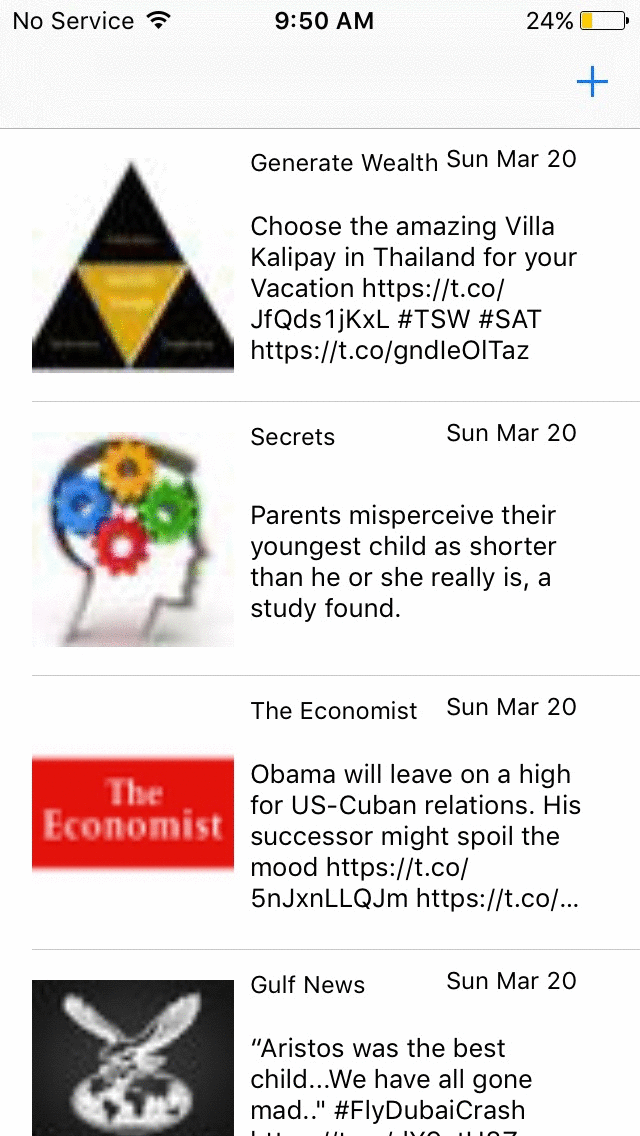 No Service 9:50 AM 24%
Generate Wealth Sun Mar 20
Choose the amazing Villa
Kalipay in Thailand for your
Vacation https://t.co/
JfQds1jKxL #TSW #SAT
https://t.co/gndIeOlTaz
Secrets Sun Mar 20
Parents misperceive their
youngest child as shorter
than he or she really is, a
study found.
The Economist Sun Mar 20
The
Economist
Obama will leave on a high
for US-Cuban relations. His
successor might spoil the
mood https://t.co/
5nJxnLLQJm https://t.co/…
Gulf News Sun Mar 20
“Aristos was the best
child...We have all gone
mad.." #FlyDubaiCrash